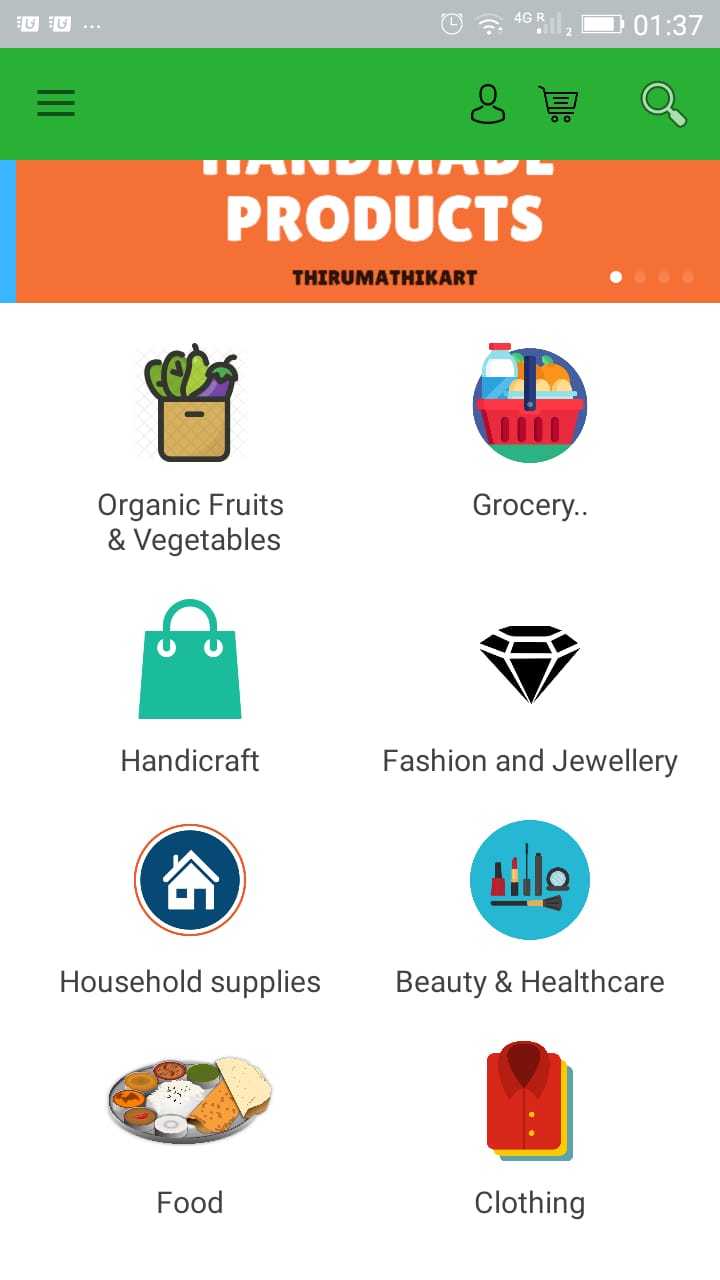 4G R
2
01:37
HANDMADE
PRODUCTS
THIRUMATHIKART
Organic Fruits
& Vegetables
Grocery..
Handicraft
Fashion and Jewellery
Household supplies
Beauty & Healthcare
Food
Clothing